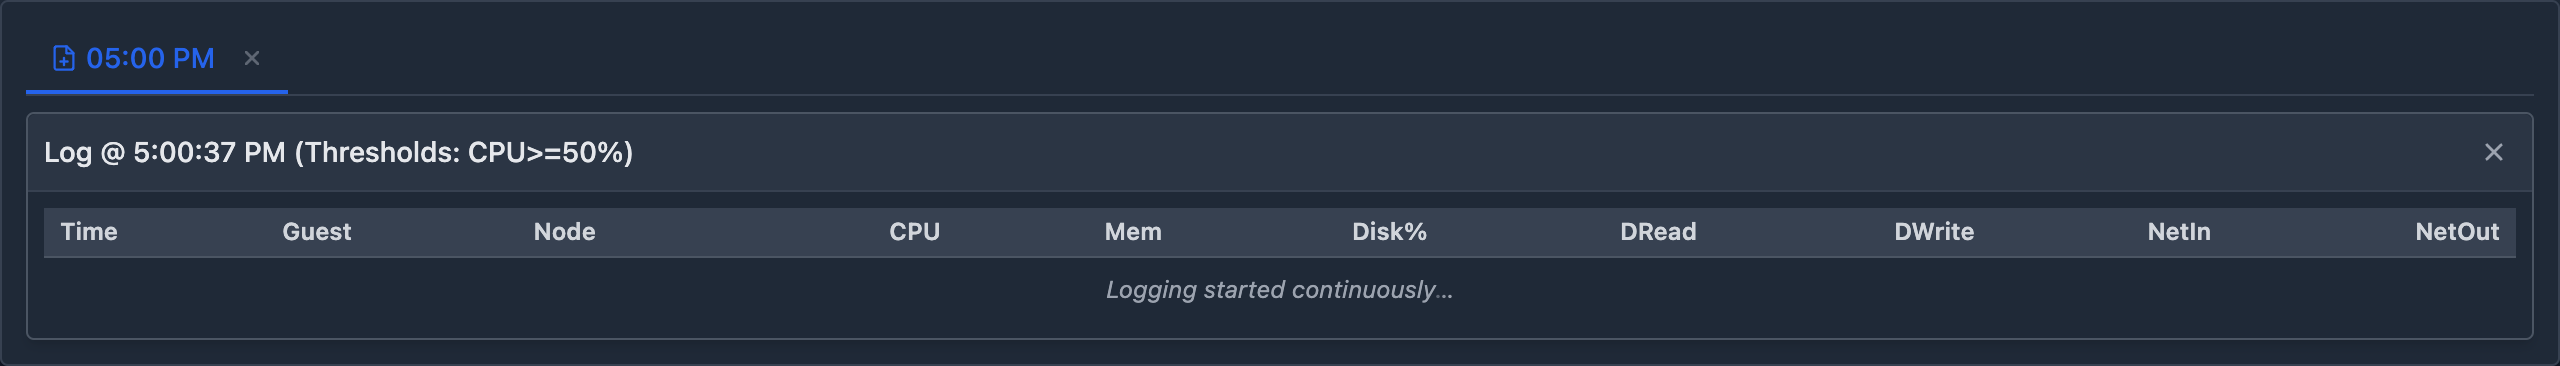 05:00 PM ×
Log @ 5:00:37 PM (Thresholds: CPU>=50%)
Time Guest Node CPU Mem Disk% DRead DWrite NetIn NetOut
Logging started continuously...